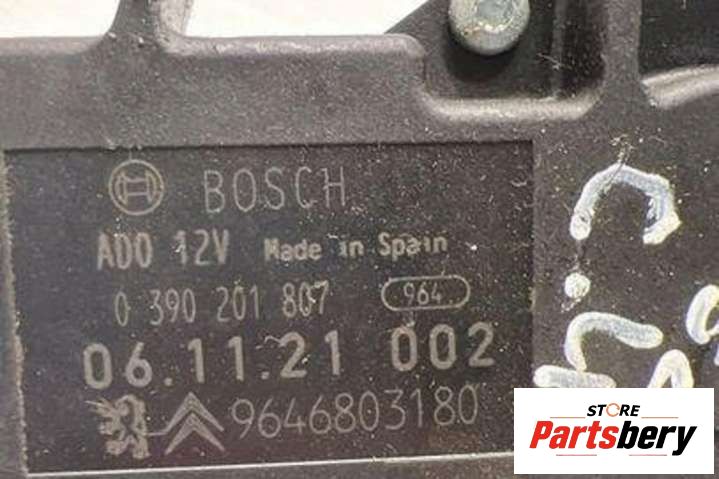 BOSCH
ADO 12V Made in Spain
0 390 201 807 964
06.11.21 002
9646803180
C.
STORE
Partsbery